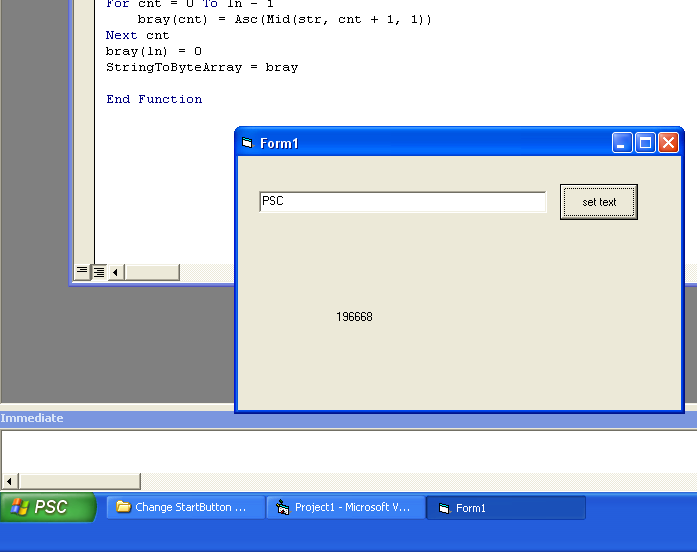 For cnt = 0 To ln - 1
bray(cnt) = Asc(Mid(str, cnt + 1, 1))
Next cnt
bray(ln) = 0
StringToByteArray = bray
End Function
Form1
PSC
set text
196668
Immediate
PSC
Change StartButton ...
Project1 - Microsoft V...
Form1